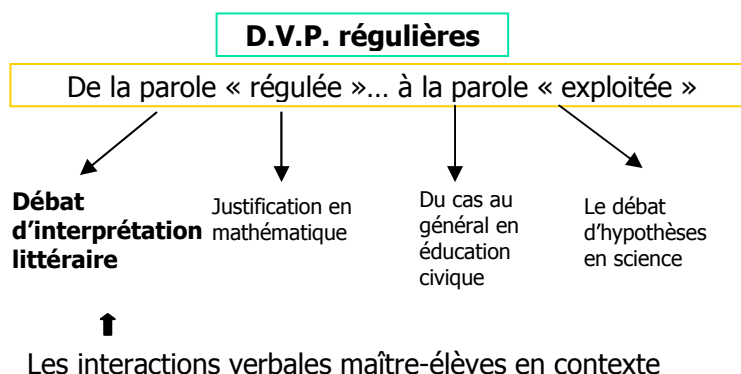 D.V.P. régulières
De la parole « régulée »… à la parole « exploitée »
Débat
d'interprétation
littéraire
Justification en
mathématique
Du cas au
général en
éducation
civique
Le débat
d'hypothèses
en science
Les interactions verbales maître-élèves en contexte